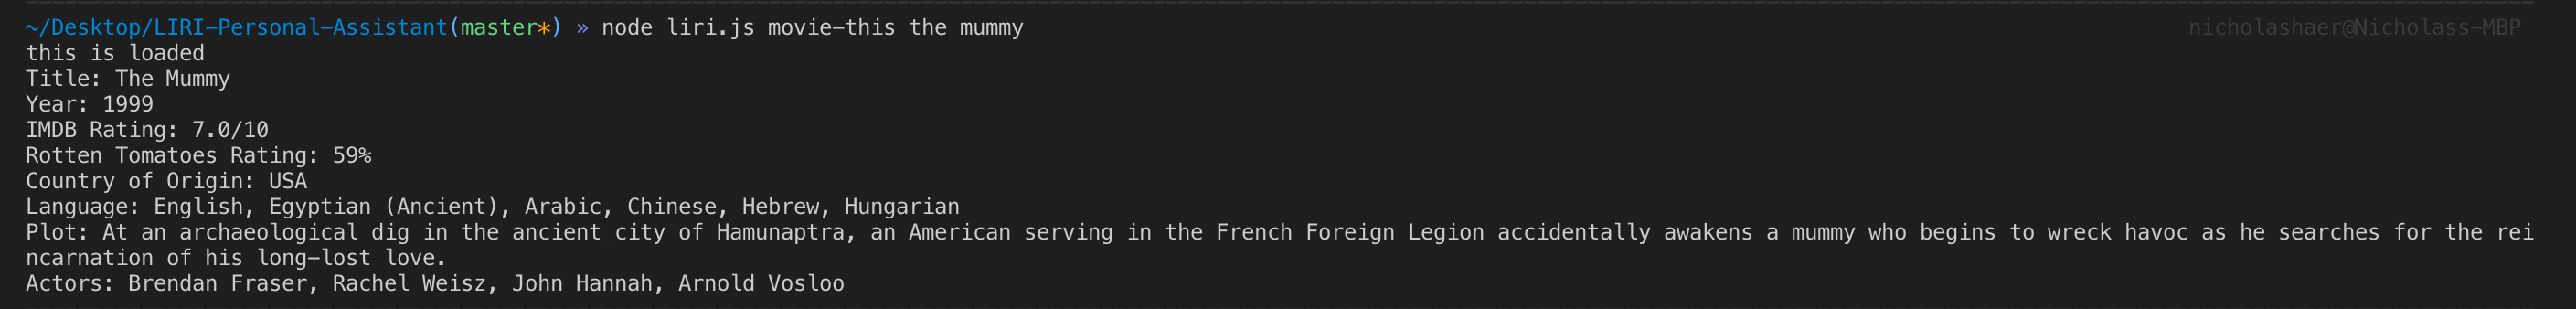 ~/Desktop/LIRI-Personal-Assistant(master*) » node liri.js movie-this the mummy nicholashaer@Nicholass-MBP
this is loaded
Title: The Mummy
Year: 1999
IMDB Rating: 7.0/10
Rotten Tomatoes Rating: 59%
Country of Origin: USA
Language: English, Egyptian (Ancient), Arabic, Chinese, Hebrew, Hungarian
Plot: At an archaeological dig in the ancient city of Hamunaptra, an American serving in the French Foreign Legion accidentally awakens a mummy who begins to wreck havoc as he searches for the rei
ncarnation of his long-lost love.
Actors: Brendan Fraser, Rachel Weisz, John Hannah, Arnold Vosloo